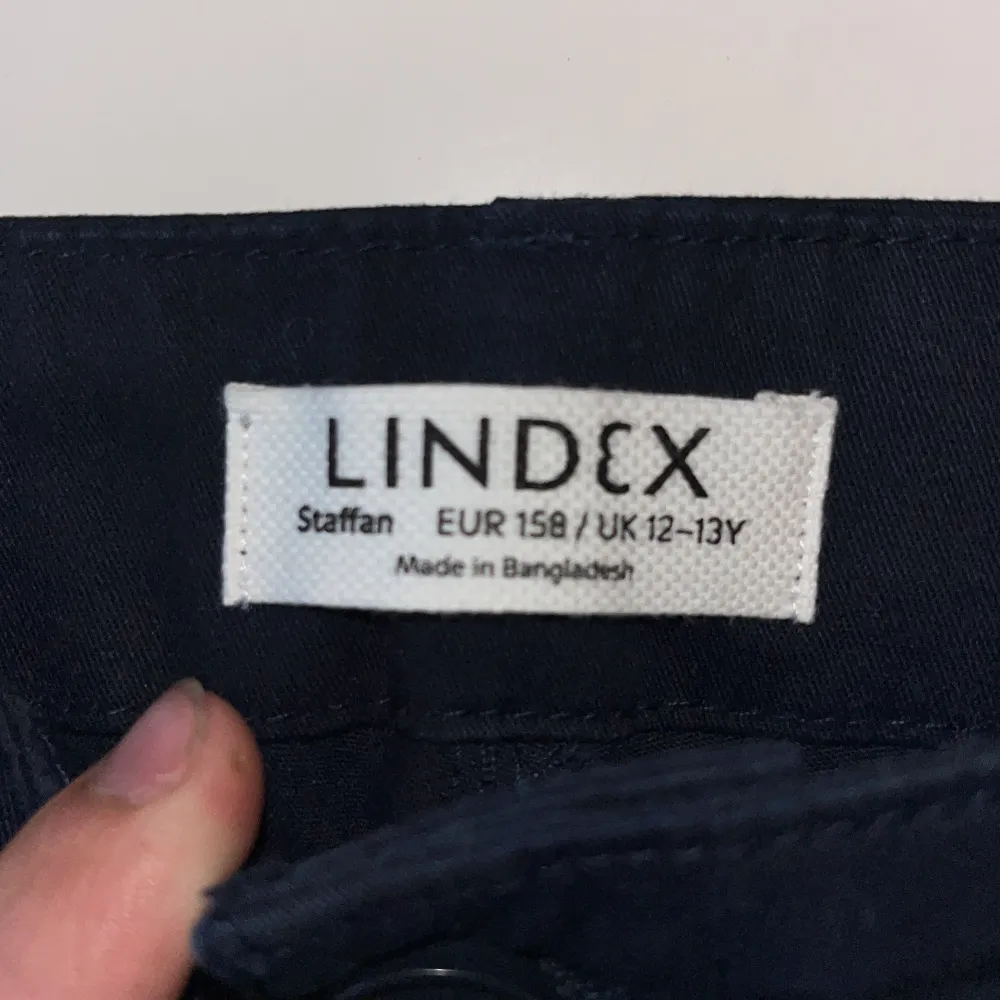 LINDEX
Staffan EUR 158 / UK 12-13Y
Made in Bangladesh